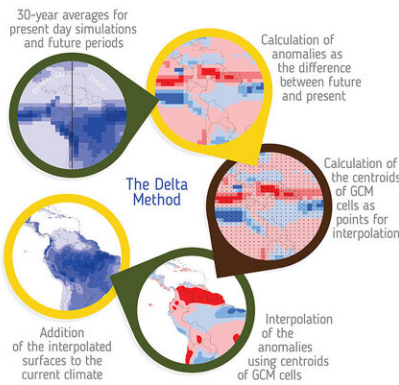 30-year averages for
present day simulations
and future periods
Calculation of
anomalies as
the difference
between future
and present
Calculation of
the centroids
of GCM
cells as
points for
interpolation
The Delta
Method
Interpolation
of the
anomalies
using centroids
of GCM cells
Addition
of the interpolated
surfaces to the
current climate